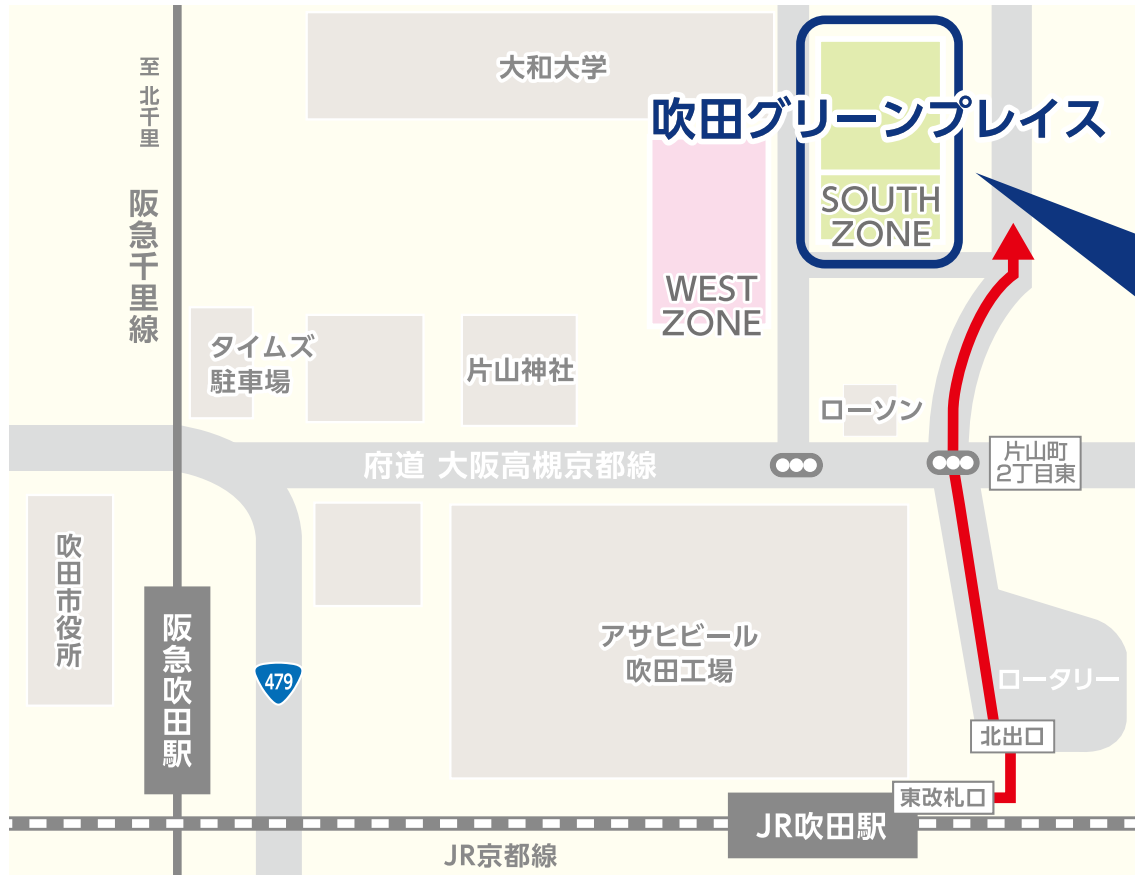 至 北千里
大和大学
吹田グリーンプレイス
阪急千里線
SOUTH
ZONE
WEST
ZONE
タイムズ
駐車場
片山神社
ローソン
府道 大阪高槻京都線
片山町
2丁目東
吹田市役所
阪急吹田駅
アサヒビール
吹田工場
479
ロータリー
北出口
東改札口
JR吹田駅
JR京都線